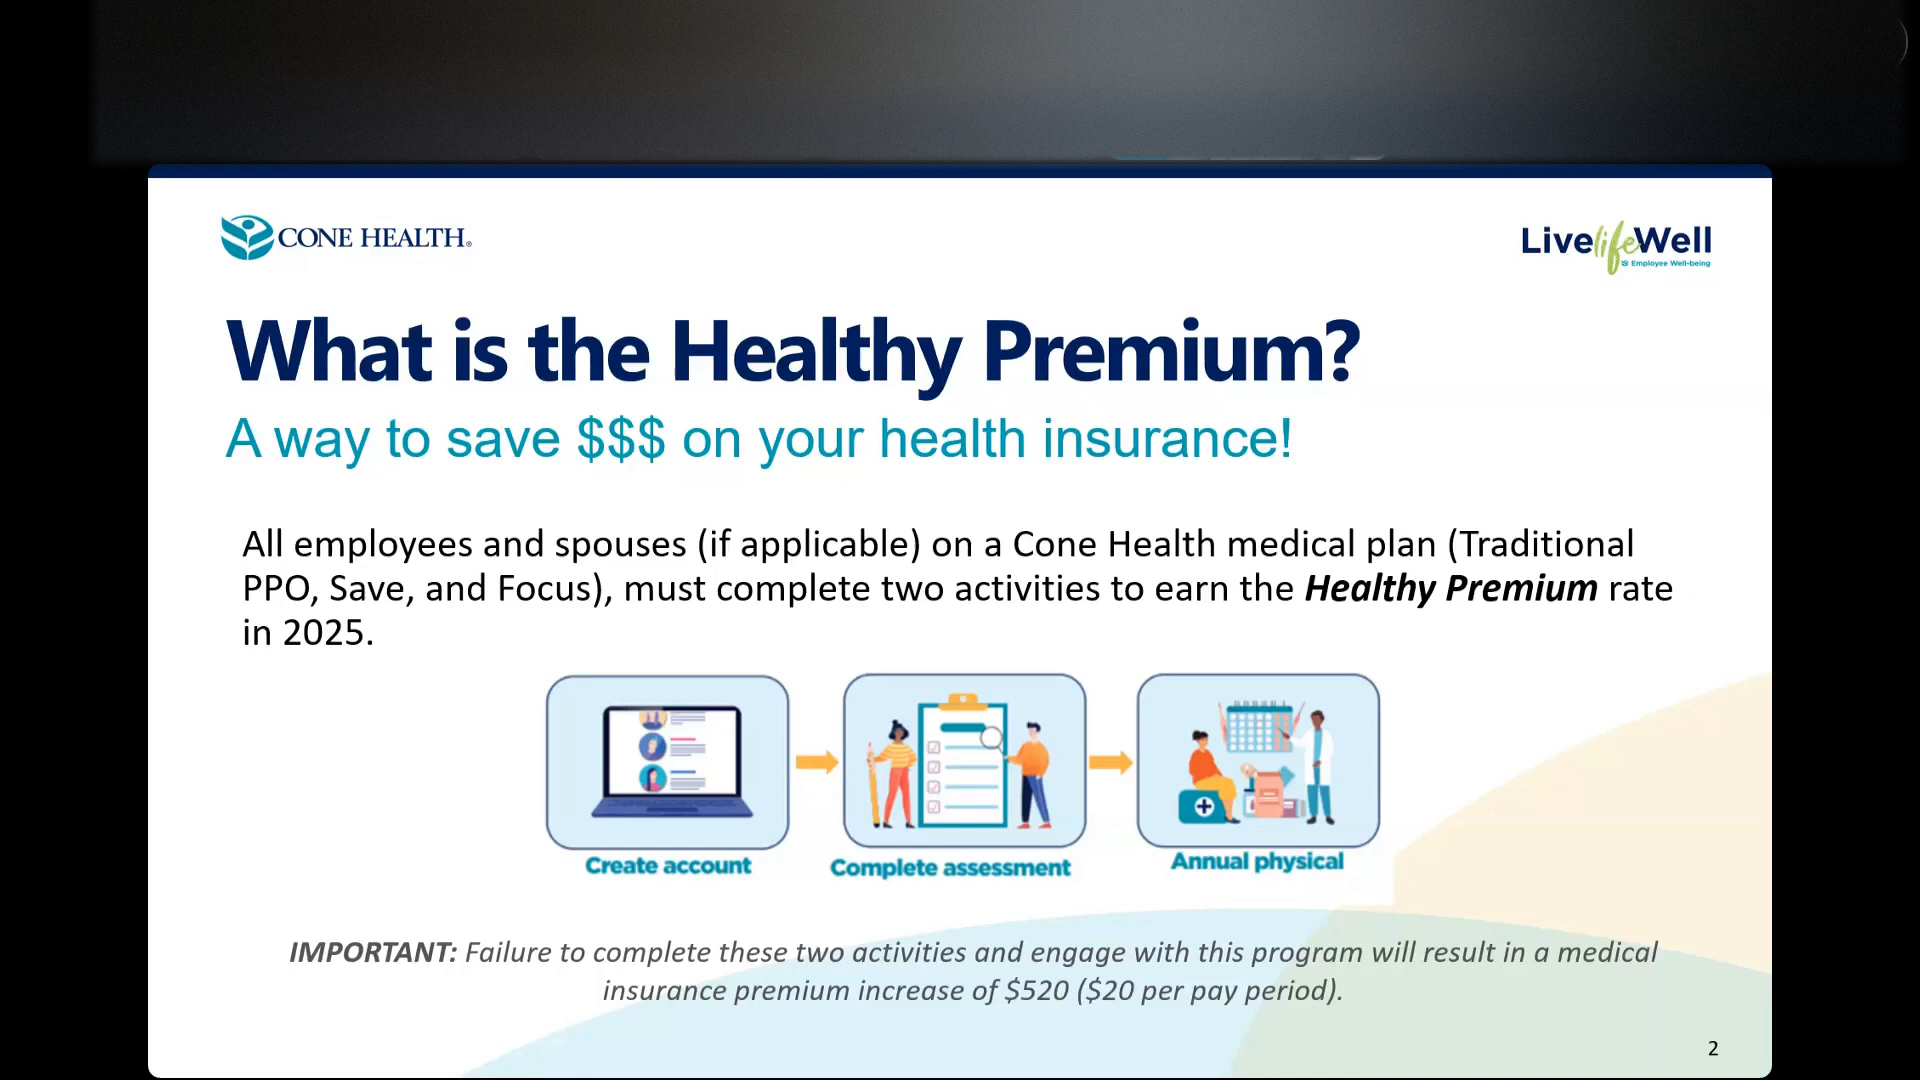 CONE HEALTH®
LivelifeWell
Employee Well-being
What is the Healthy Premium?
A way to save $$$ on your health insurance!
All employees and spouses (if applicable) on a Cone Health medical plan (Traditional
PPO, Save, and Focus), must complete two activities to earn the Healthy Premium rate
in 2025.
Create account
Complete assessment
Annual physical
IMPORTANT: Failure to complete these two activities and engage with this program will result in a medical
insurance premium increase of $520 ($20 per pay period).
2